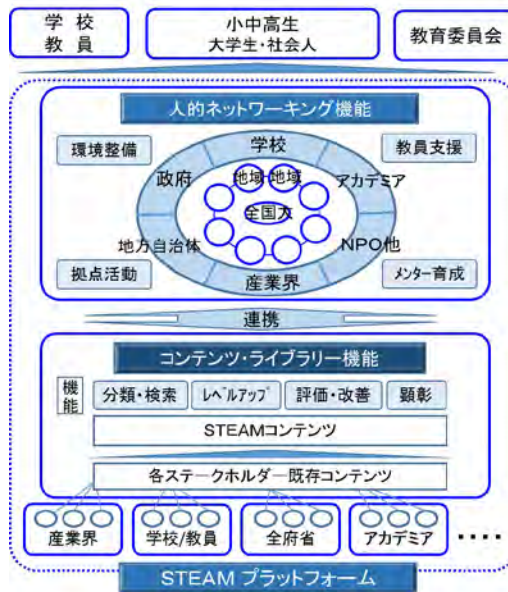 学校
教員
小中高生
大学生・社会人
教育委員会
人的ネットワーキング機能
環境整備
教員支援
学校
政府
アカデミア
地域 地域
全国大
地方自治体
NPO他
産業界
拠点活動
メンター育成
連携
コンテンツ・ライブラリー機能
機能
分類・検索
レベルアップ
評価・改善
顕彰
STEAMコンテンツ
各ステークホルダー既存コンテンツ
産業界
学校/教員
全府省
アカデミア
・・・・
STEAM プラットフォーム